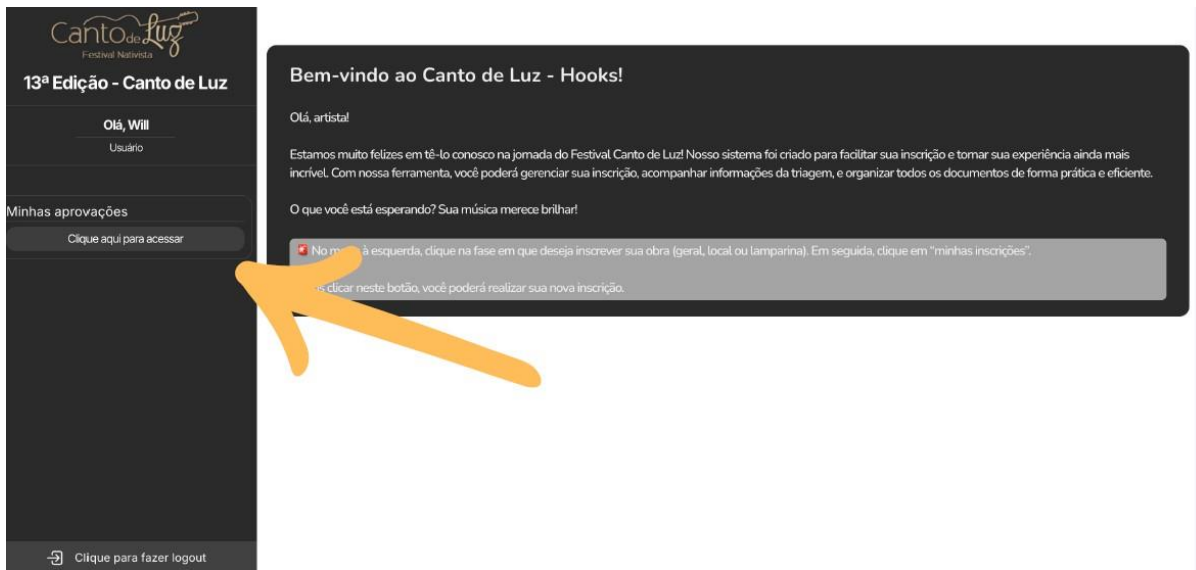 Canto de Luz
Festival Nativista
13ª Edição - Canto de Luz
Olá, Will
Usuário
Minhas aprovações
Clique aqui para acessar
Clique para fazer logout
Bem-vindo ao Canto de Luz - Hooks!
Olá, artista!
Estamos muito felizes em tê-lo conosco na jornada do Festival Canto de Luz! Nosso sistema foi criado para facilitar sua inscrição e tornar sua experiência ainda mais
incrível. Com nossa ferramenta, você poderá gerenciar sua inscrição, acompanhar informações da triagem, e organizar todos os documentos de forma prática e eficiente.
O que você está esperando? Sua música merece brilhar!
🚨 No à esquerda, clique na fase em que deseja inscrever sua obra (geral, local ou lamparina). Em seguida, clique em “minhas inscrições”.
clicar neste botão, você poderá realizar sua nova inscrição.